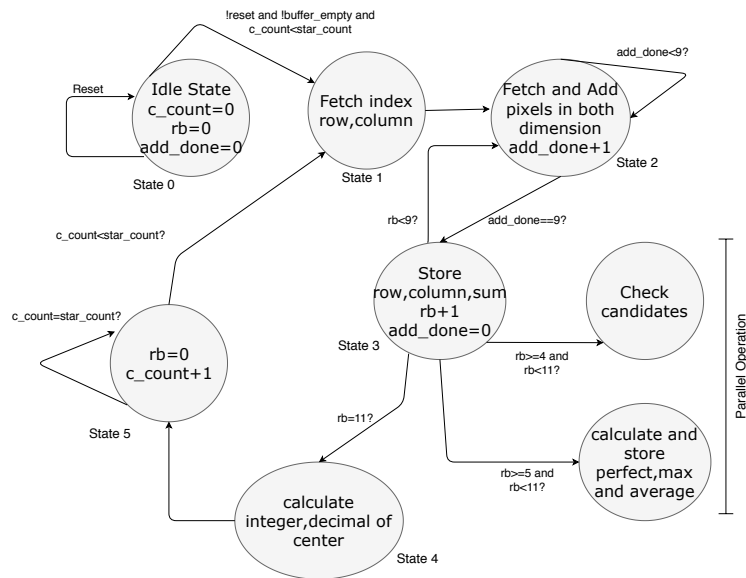 !reset and !buffer_empty and
c_count<star_count
add_done<9?
Reset
Idle State
c_count=0
rb=0
add_done=0
State 0
Fetch index
row,column
State 1
Fetch and Add
pixels in both
dimension
add_done+1
State 2
rb<9?
add_done==9?
c_count<star_count?
Store
row,column,sum
rb+1
add_done=0
State 3
Check
candidates
rb>=4 and
rb<11?
c_count=star_count?
rb=0
c_count+1
State 5
rb=11?
calculate and
store
perfect,max
and average
rb>=5 and
rb<11?
Parallel Operation
calculate
integer,decimal of
center
State 4